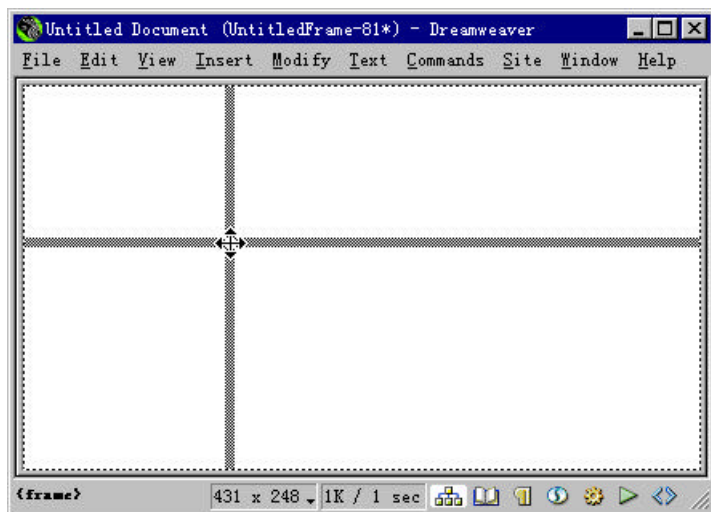 Untitled Document (UntitledFrame-81*) - Dreamweaver
File Edit View Insert Modify Text Commands Site Window Help
<frame> 431 x 248 1K / 1 sec